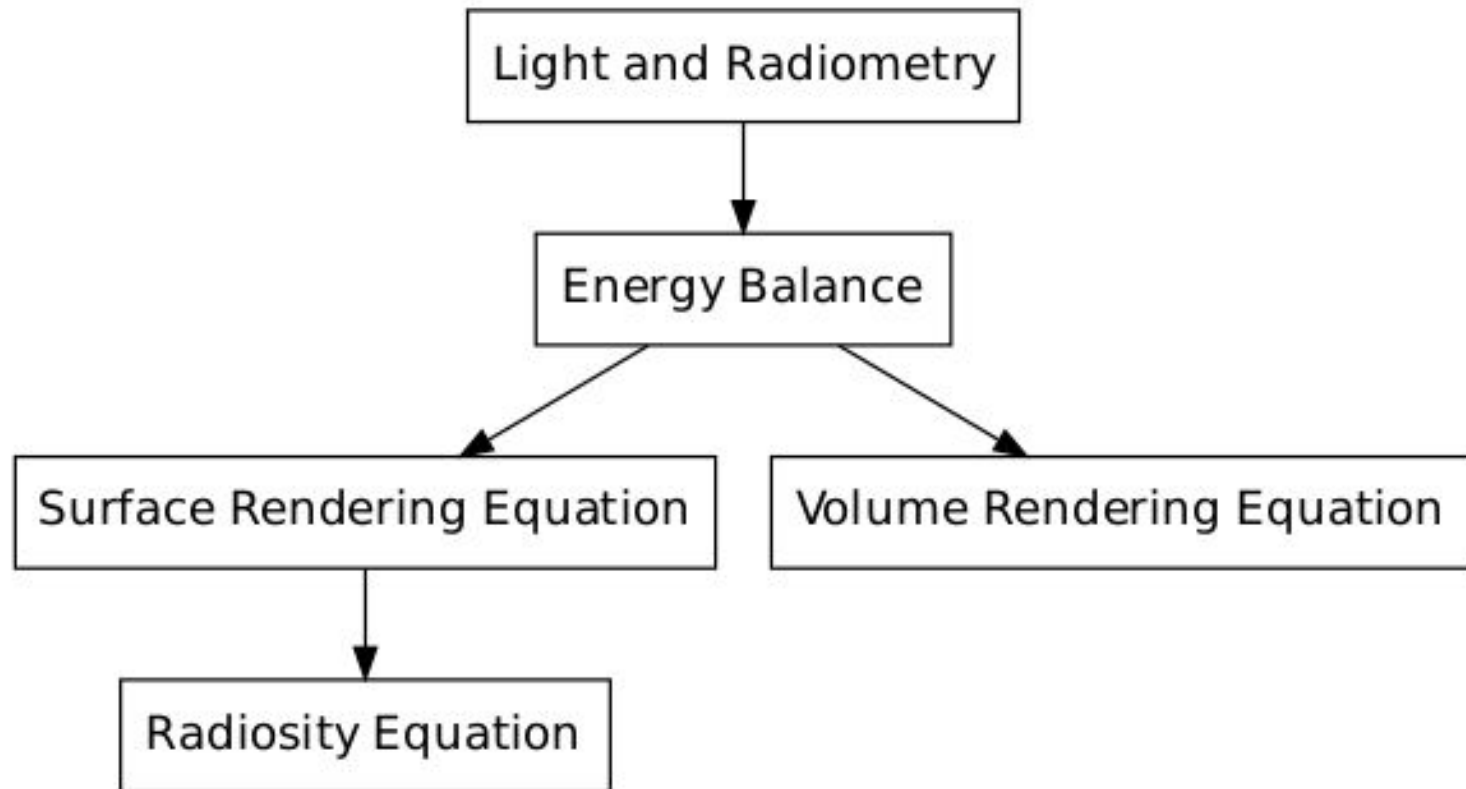 Light and Radiometry
Energy Balance
Surface Rendering Equation
Volume Rendering Equation
Radiosity Equation